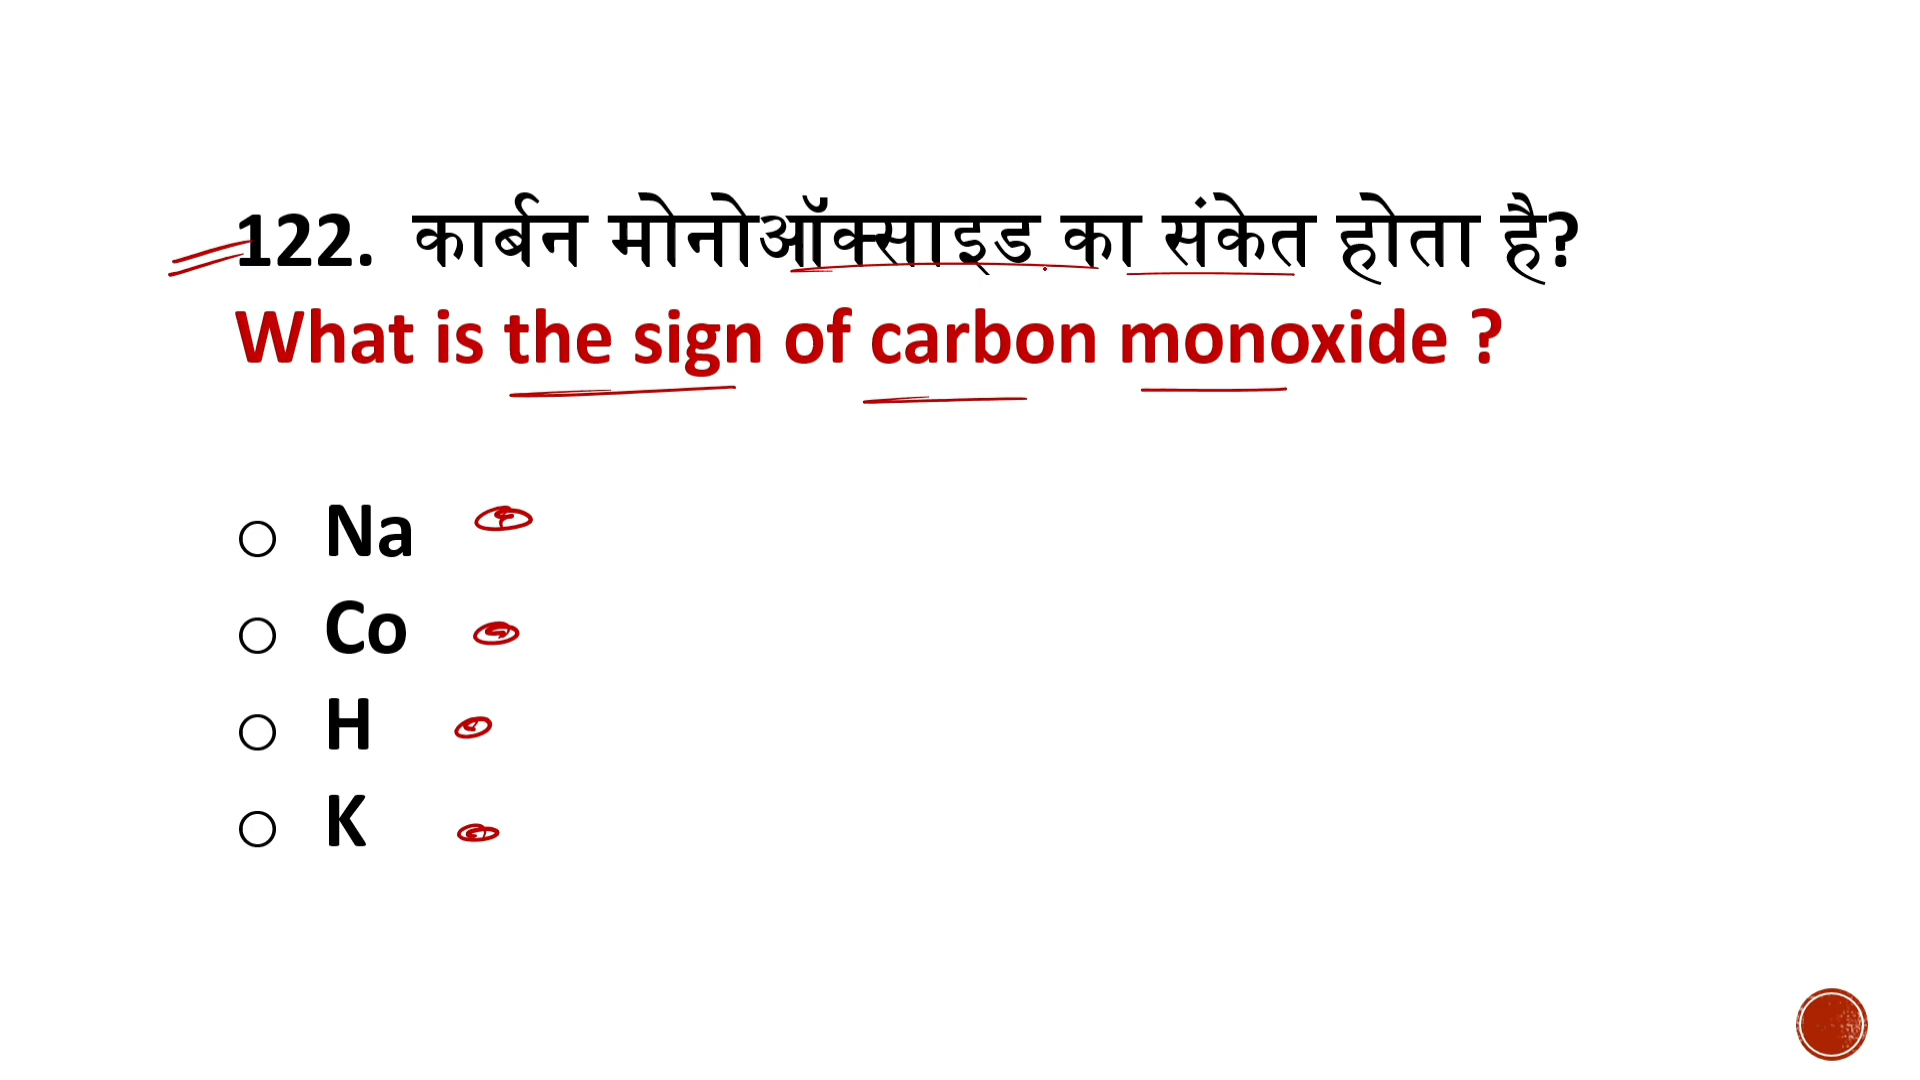 122. कार्बन मोनोऑक्साइड का संकेत होता है?
What is the sign of carbon monoxide ?
Na
Co
H
K